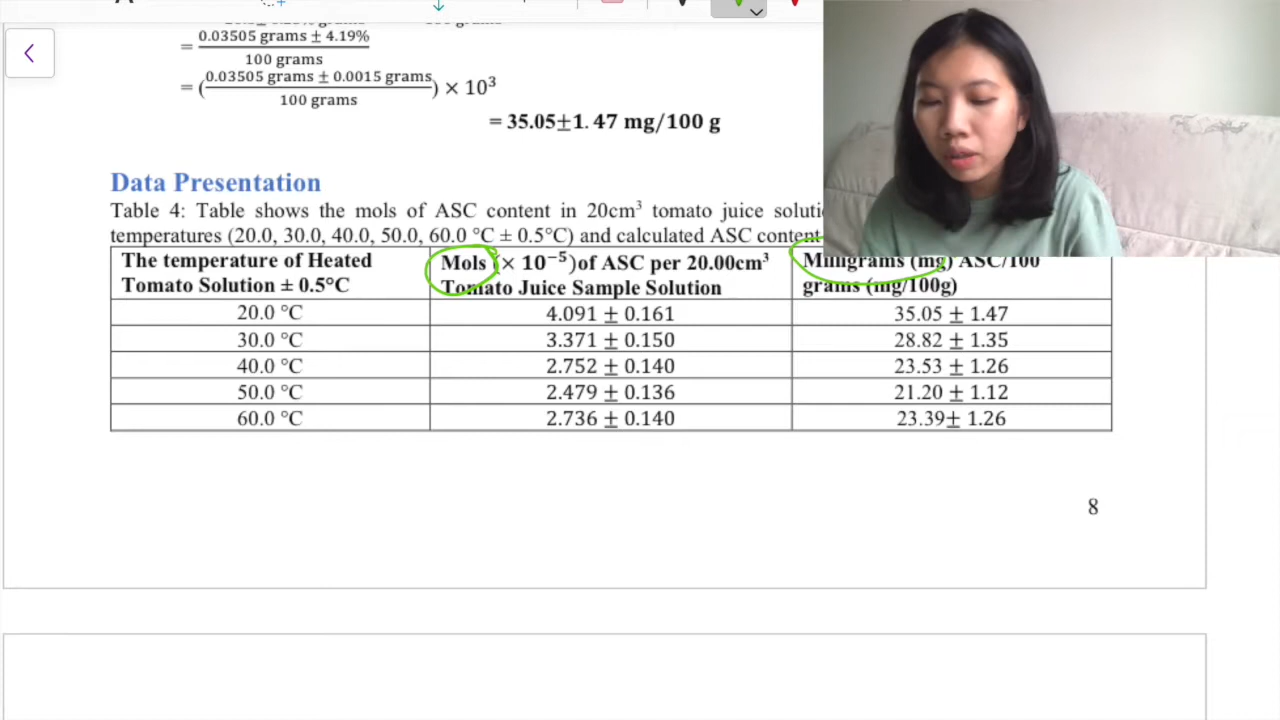 = 0.03505 grams ± 4.19%
100 grams
= (0.03505 grams ± 0.0015 grams
100 grams
) × 10³
= 35.05±1.47 mg/100 g
Data Presentation
Table 4: Table shows the mols of ASC content in 20cm³ tomato juice
temperatures (20.0, 30.0, 40.0, 50.0, 60.0 °C ± 0.5°C) and calculated ASC content
The temperature of Heated Tomato Solution ± 0.5°C
Mols (× 10⁻⁵)of ASC per 20.00cm³ Tomato Juice Sample Solution
Milligrams (mg) ASC/100 grams (mg/100g)
20.0 °C 4.091 ± 0.161 35.05 ± 1.47
30.0 °C 3.371 ± 0.150 28.82 ± 1.35
40.0 °C 2.752 ± 0.140 23.53 ± 1.26
50.0 °C 2.479 ± 0.136 21.20 ± 1.12
60.0 °C 2.736 ± 0.140 23.39± 1.26
8